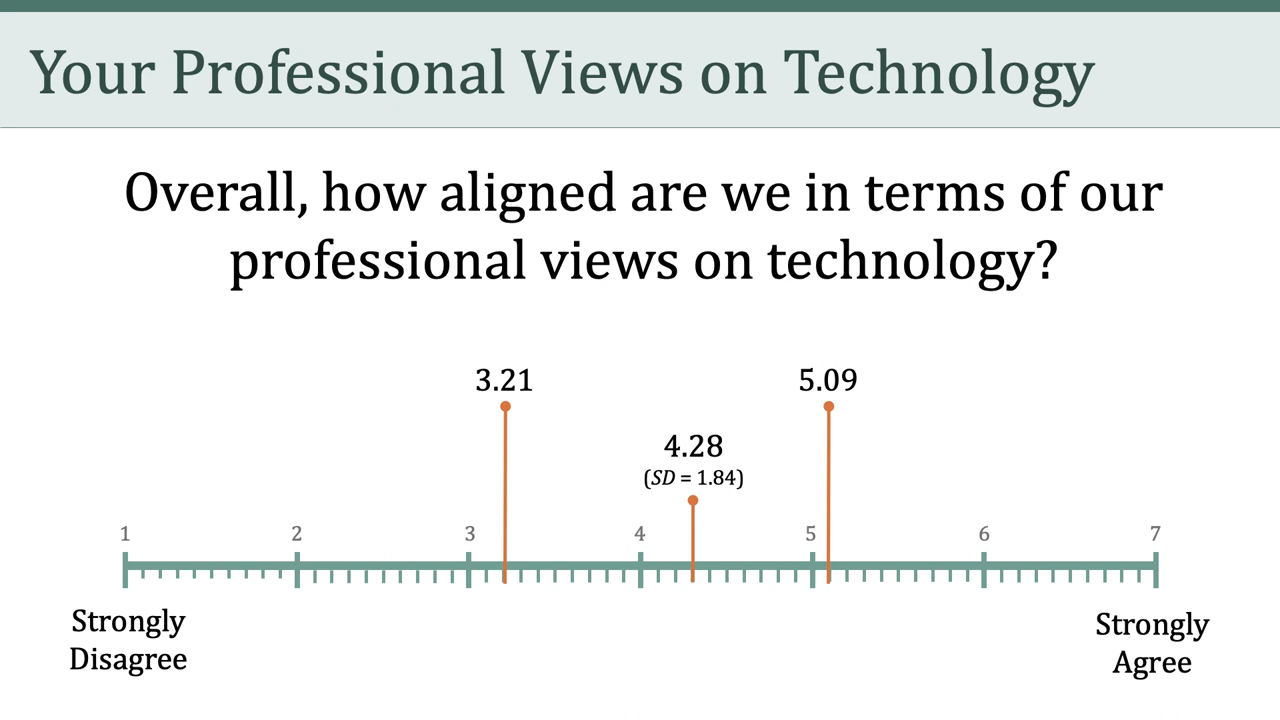 Your Professional Views on Technology
Overall, how aligned are we in terms of our
professional views on technology?
3.21
5.09
4.28
(SD = 1.84)
1
2
3
4
5
6
7
Strongly
Disagree
Strongly
Agree